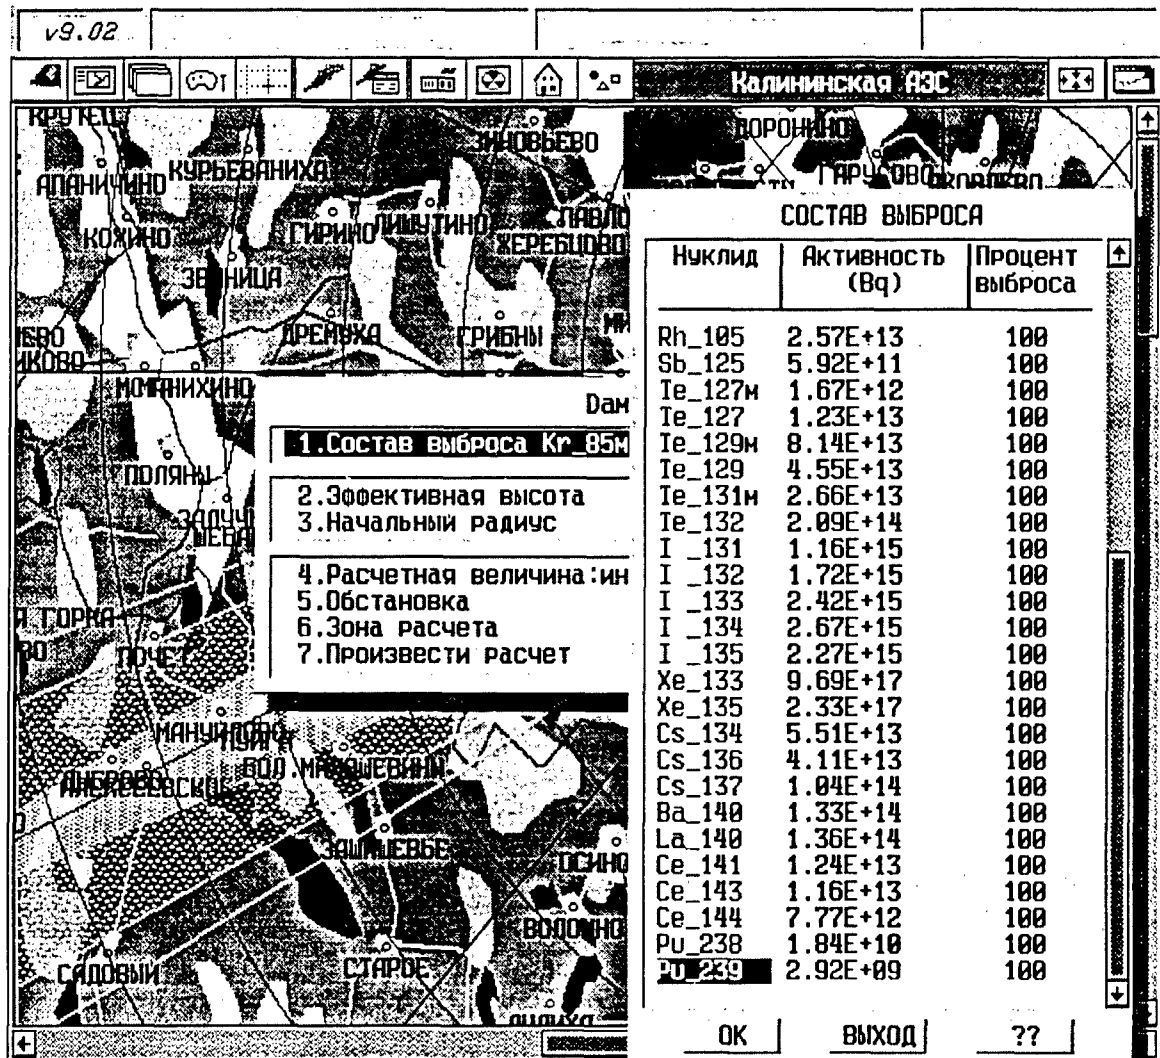 v9.02
Калининская АЭС
КРУТЕЦ
ЗИНОВЬЕВО
ДОРОНИНО
АПАНИЧИНО
КУРЬЕВАНИХА
ГАРУСОВО
ЯКОВЛЕВО
КОЖИНО
ГИРИНО
ЛИШУТИНО
ЖЕРЕБЦОВО
ДРЕМУХА
ГРИБНЫ
ПОЛЯНЫ
ГОРКА
ПОЧЕП
БОЛ.
САДОВЫЙ
СТАРОЕ
Dam
1.Состав выброса Kr_85м
2.Эффективная высота
3.Начальный радиус
4.Расчетная величина:ин
5.Обстановка
6.Зона расчета
7.Произвести расчет
СОСТАВ ВЫБРОСА
Нуклид Активность Процент
(Bq) выброса
Rh_105 2.57E+13 100
Sb_125 5.92E+11 100
Te_127м 1.67E+12 100
Te_127 1.23E+13 100
Te_129м 8.14E+13 100
Te_129 4.55E+13 100
Te_131м 2.66E+13 100
Te_132 2.09E+14 100
I _131 1.16E+15 100
I _132 1.72E+15 100
I _133 2.42E+15 100
I _134 2.67E+15 100
I _135 2.27E+15 100
Xe_133 9.69E+17 100
Xe_135 2.33E+17 100
Cs_134 5.51E+13 100
Cs_136 4.11E+13 100
Cs_137 1.04E+14 100
Ba_140 1.33E+14 100
La_140 1.36E+14 100
Ce_141 1.24E+13 100
Ce_143 1.16E+13 100
Ce_144 7.77E+12 100
Pu_238 1.84E+10 100
Pu_239 2.92E+09 100
OK ВЫХОД ??